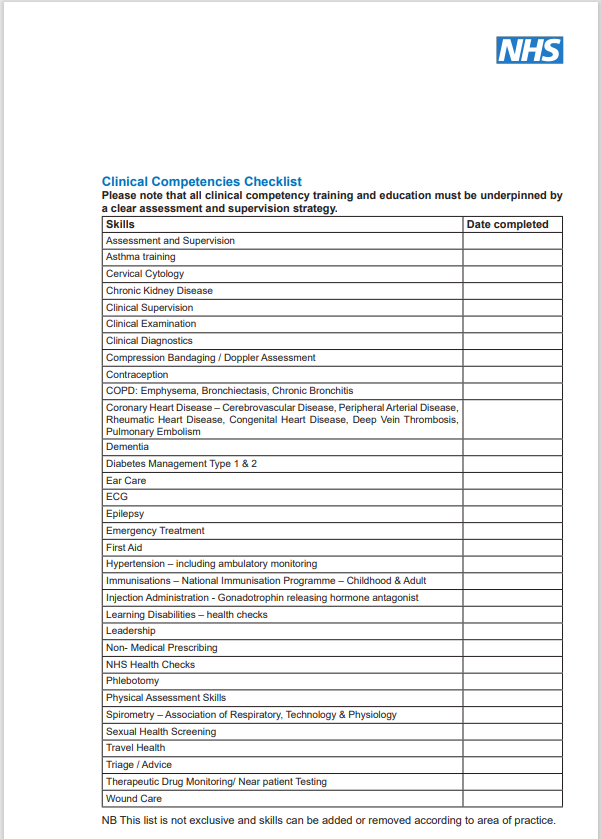 NHS
Clinical Competencies Checklist
Please note that all clinical competency training and education must be underpinned by
a clear assessment and supervision strategy.
Skills Date completed
Assessment and Supervision
Asthma training
Cervical Cytology
Chronic Kidney Disease
Clinical Supervision
Clinical Examination
Clinical Diagnostics
Compression Bandaging / Doppler Assessment
Contraception
COPD: Emphysema, Bronchiectasis, Chronic Bronchitis
Coronary Heart Disease – Cerebrovascular Disease, Peripheral Arterial Disease,
Rheumatic Heart Disease, Congenital Heart Disease, Deep Vein Thrombosis,
Pulmonary Embolism
Dementia
Diabetes Management Type 1 & 2
Ear Care
ECG
Epilepsy
Emergency Treatment
First Aid
Hypertension – including ambulatory monitoring
Immunisations – National Immunisation Programme – Childhood & Adult
Injection Administration - Gonadotrophin releasing hormone antagonist
Learning Disabilities – health checks
Leadership
Non- Medical Prescribing
NHS Health Checks
Phlebotomy
Physical Assessment Skills
Spirometry – Association of Respiratory, Technology & Physiology
Sexual Health Screening
Travel Health
Triage / Advice
Therapeutic Drug Monitoring/ Near patient Testing
Wound Care
NB This list is not exclusive and skills can be added or removed according to area of practice.